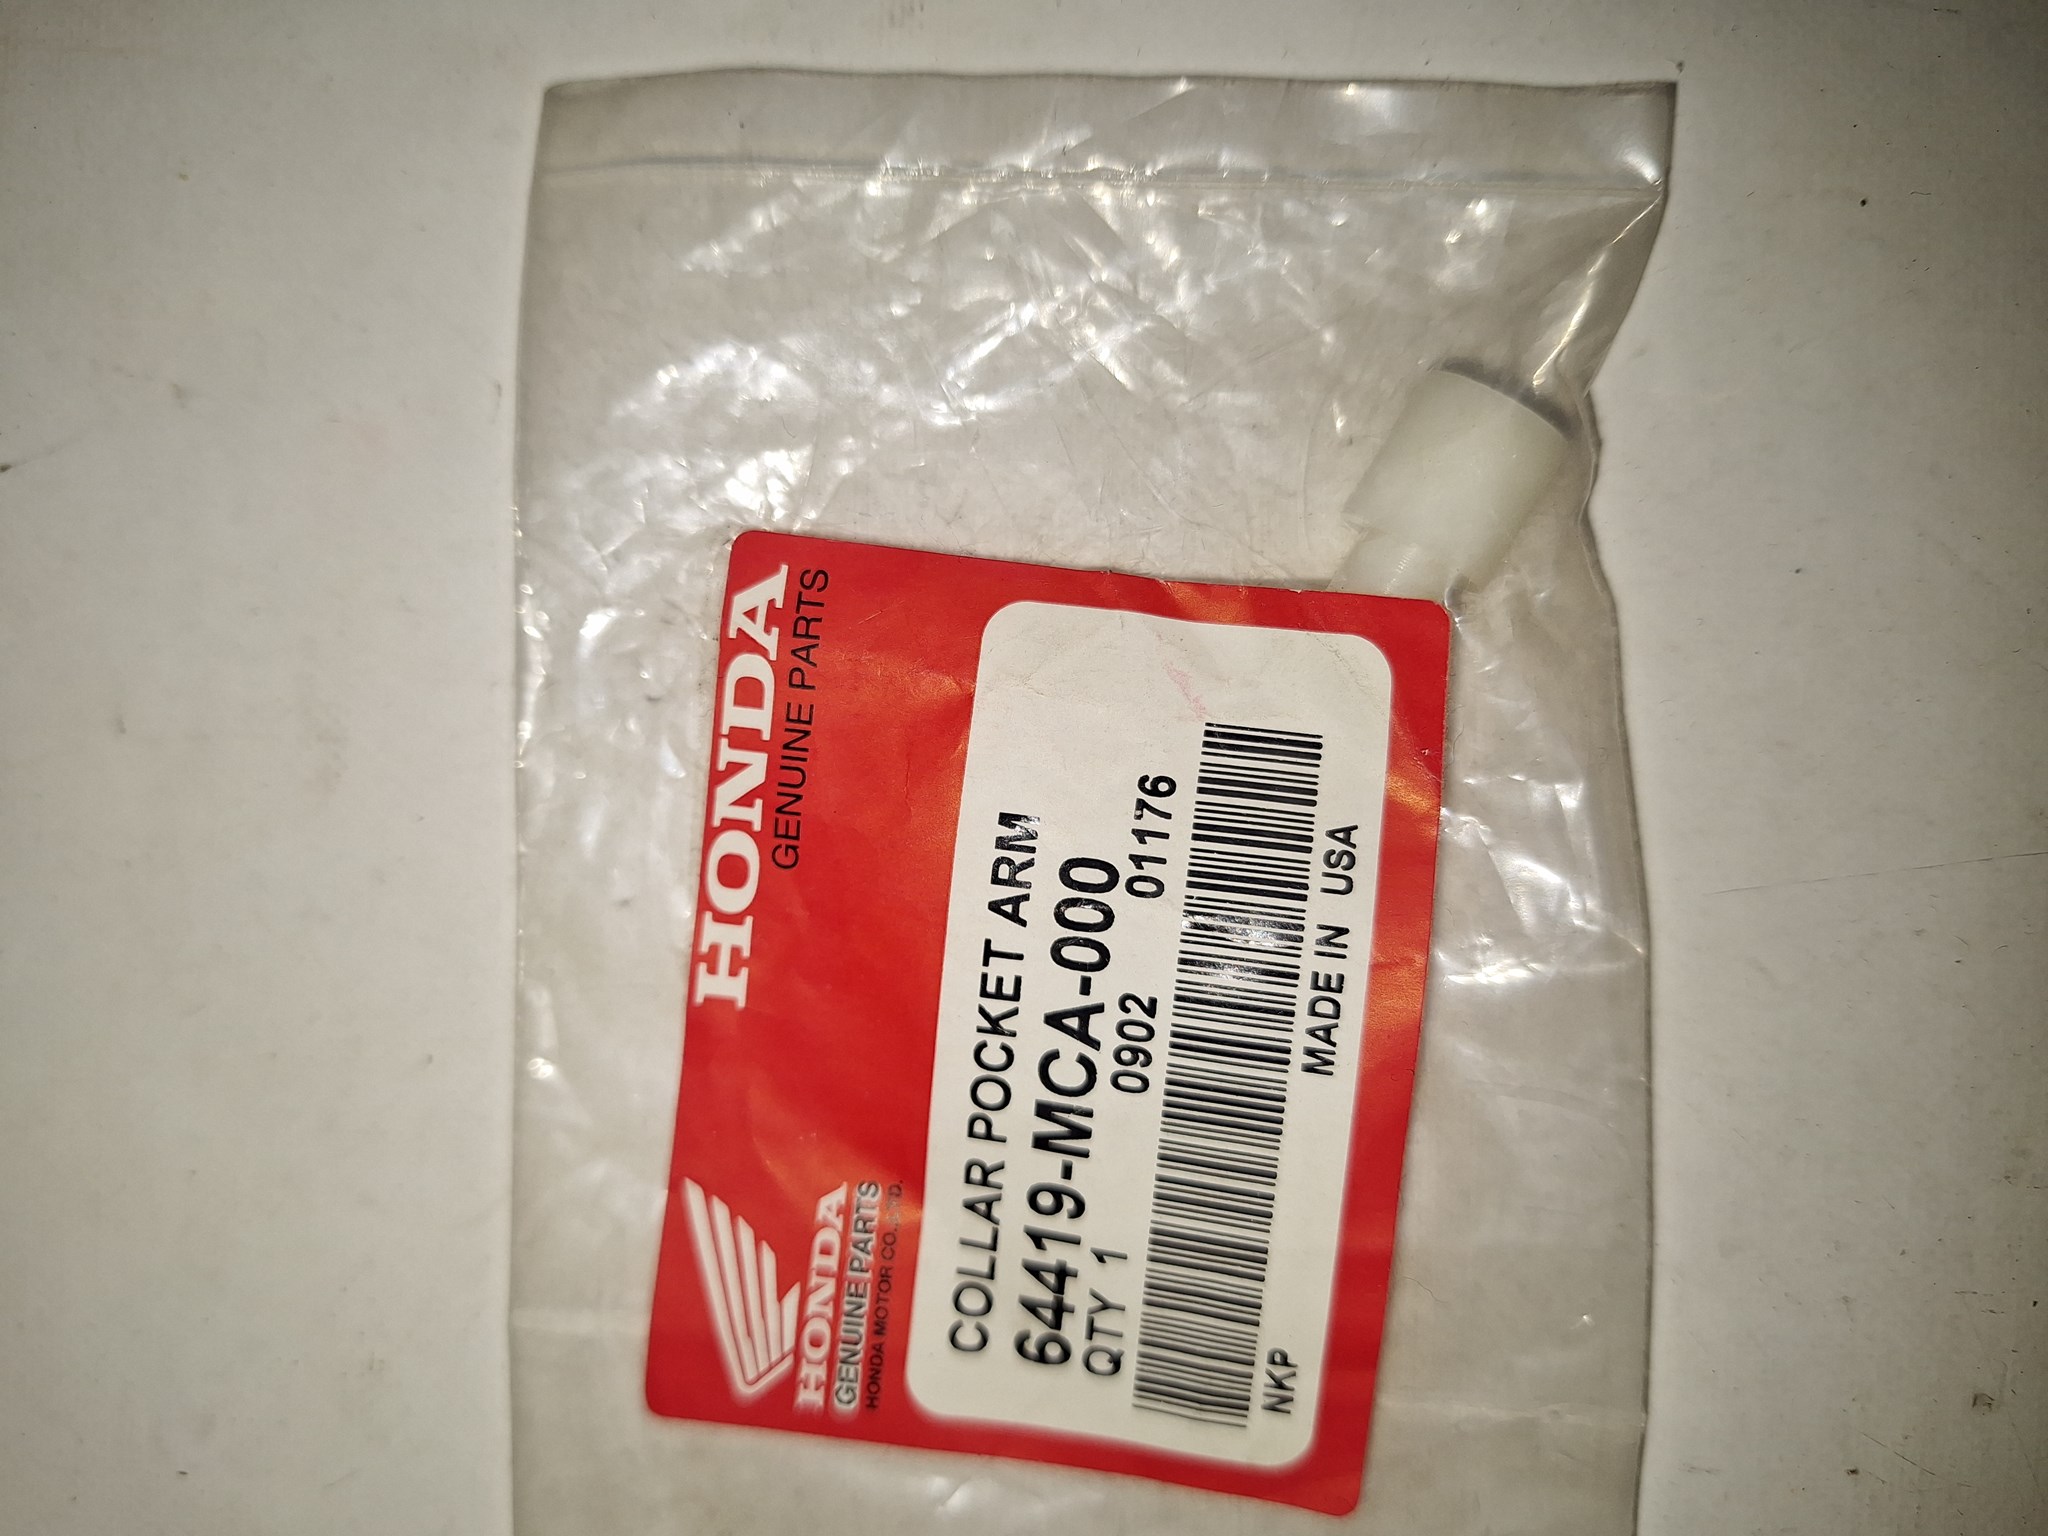 HONDA
GENUINE PARTS
HONDA
GENUINE PARTS
HONDA MOTOR CO., LTD.
COLLAR POCKET ARM
64419-MCA-000
QTY 1
0902 01176
NKP
MADE IN USA